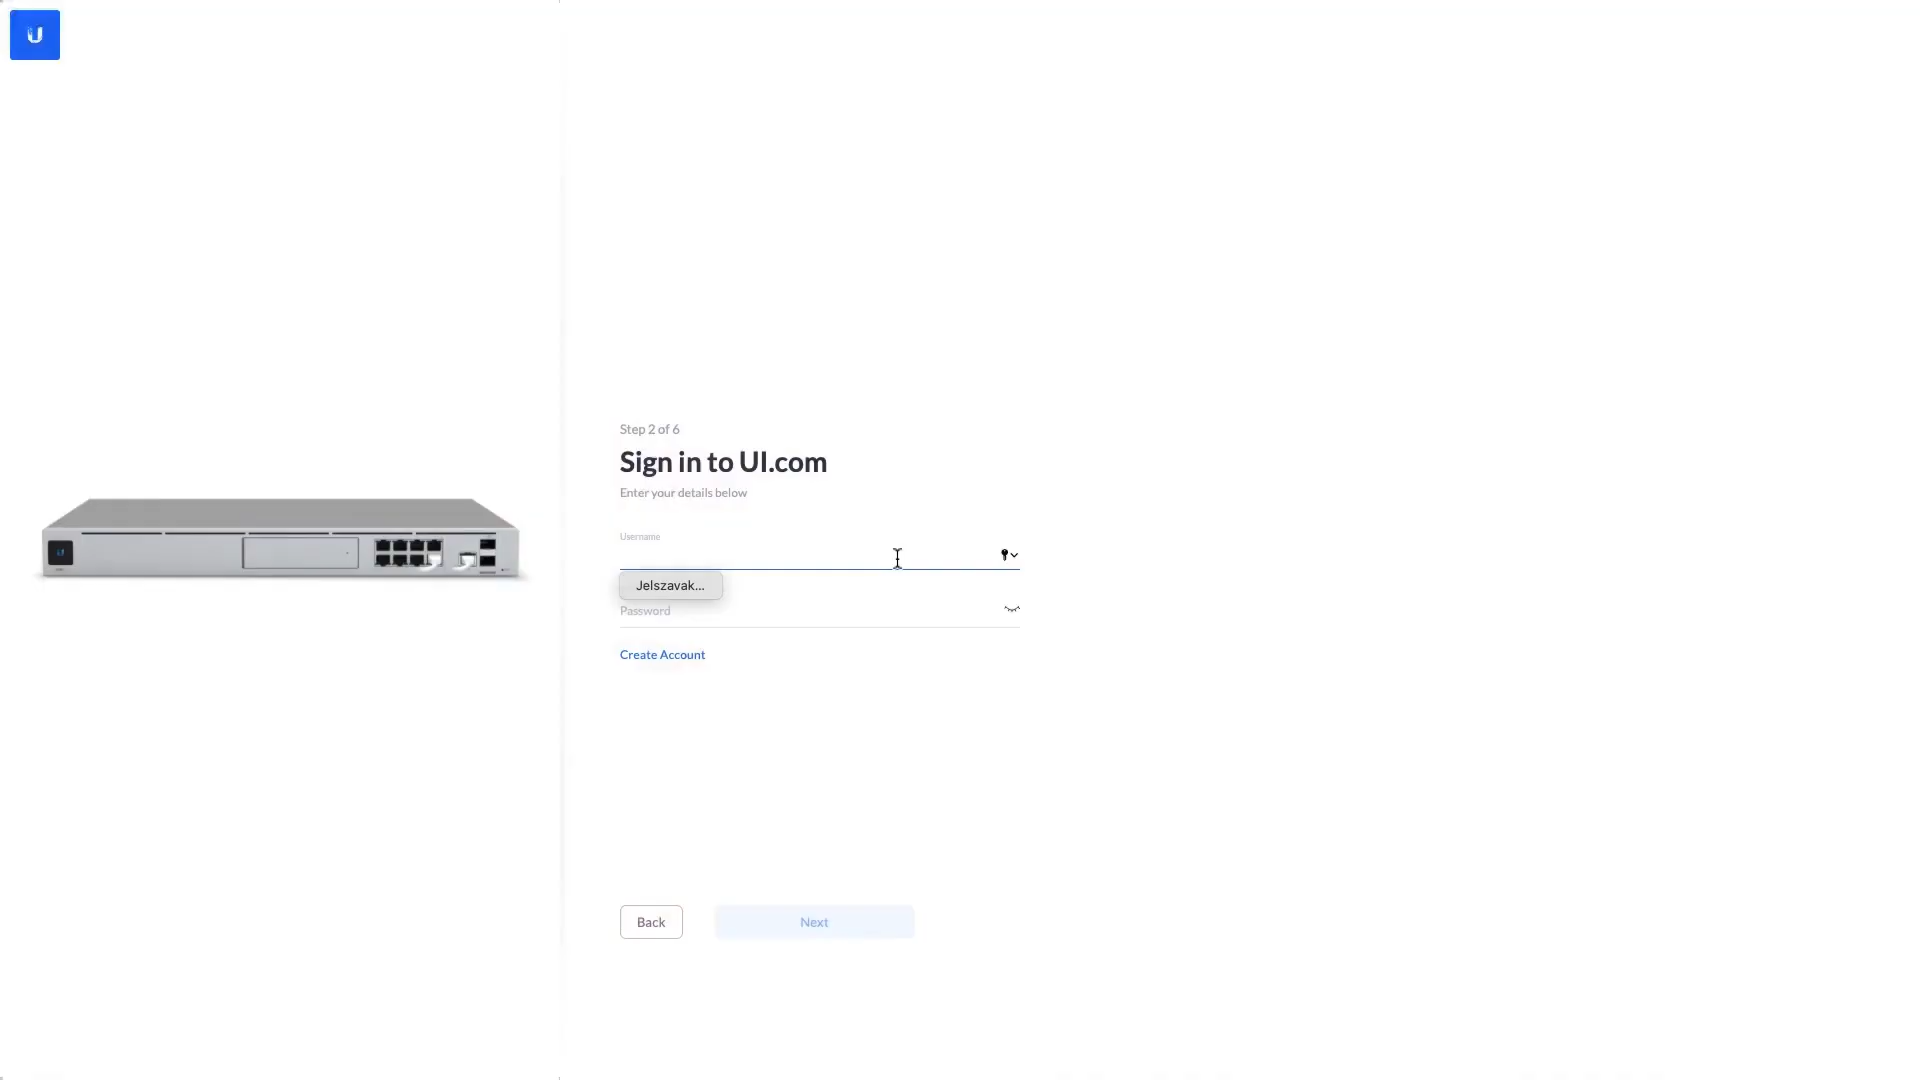 Step 2 of 6
Sign in to UI.com
Enter your details below
Username
Jelszavak...
Password
Create Account
Back
Next